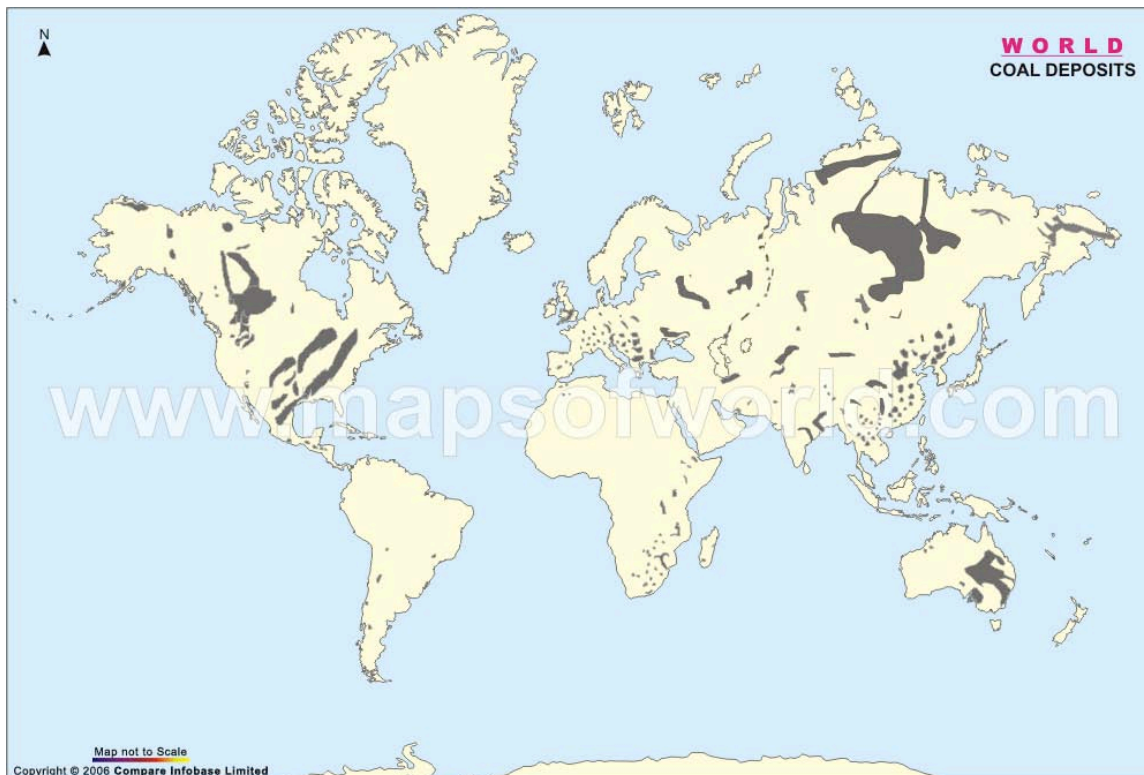 N
WORLD
COAL DEPOSITS
www.mapsofworld.com
Map not to Scale
Copyright © 2006 Compare Infobase Limited